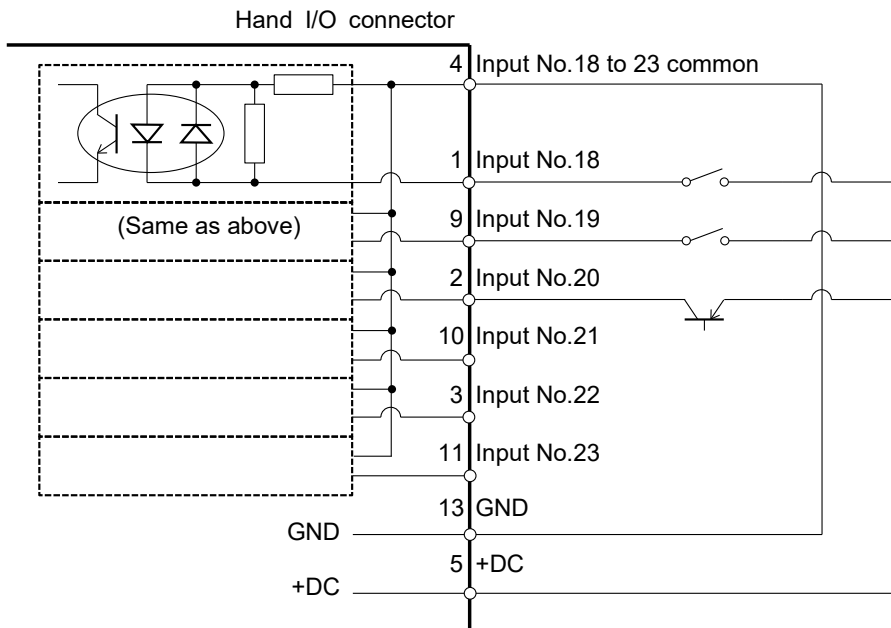 Hand I/O connector
4 Input No.18 to 23 common
1 Input No.18
(Same as above)
9 Input No.19
2 Input No.20
10 Input No.21
3 Input No.22
11 Input No.23
13 GND
GND
5 +DC
+DC